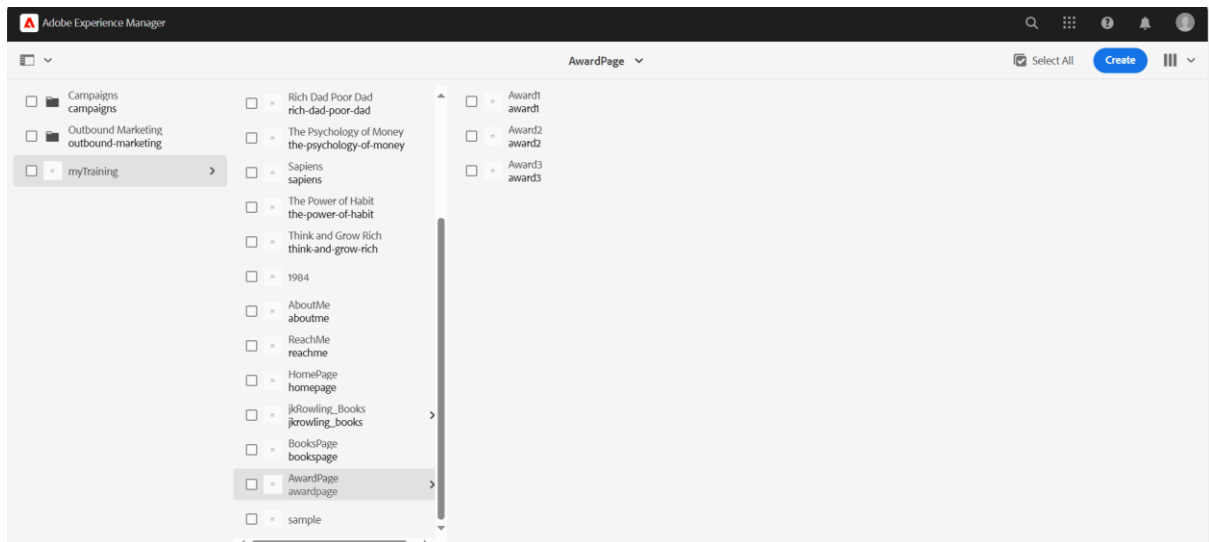 Adobe Experience Manager
AwardPage
Select All
Create
Campaigns
campaigns
Outbound Marketing
outbound-marketing
myTraining
Rich Dad Poor Dad
rich-dad-poor-dad
The Psychology of Money
the-psychology-of-money
Sapiens
sapiens
The Power of Habit
the-power-of-habit
Think and Grow Rich
think-and-grow-rich
1984
AboutMe
aboutme
ReachMe
reachme
HomePage
homepage
jkRowling_Books
jkrowling_books
BooksPage
bookspage
AwardPage
awardpage
sample
Award1
award1
Award2
award2
Award3
award3